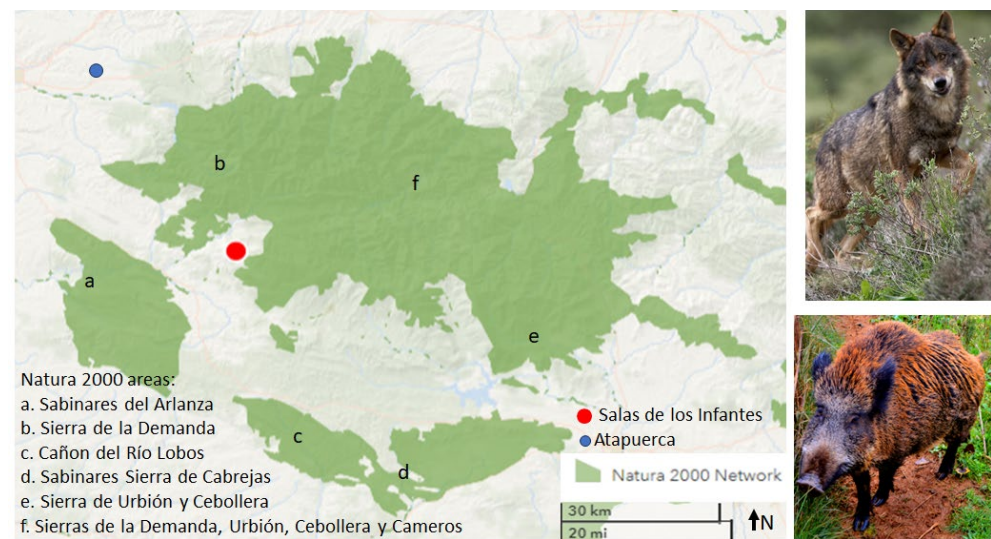 b
f
a
e
Natura 2000 areas:
a. Sabinares del Arlanza
b. Sierra de la Demanda
c. Cañon del Río Lobos
d. Sabinares Sierra de Cabrejas
e. Sierra de Urbión y Cebollera
f. Sierras de la Demanda, Urbión, Cebollera y Cameros
c
d
Salas de los Infantes
Atapuerca
Natura 2000 Network
30 km
20 mi
N